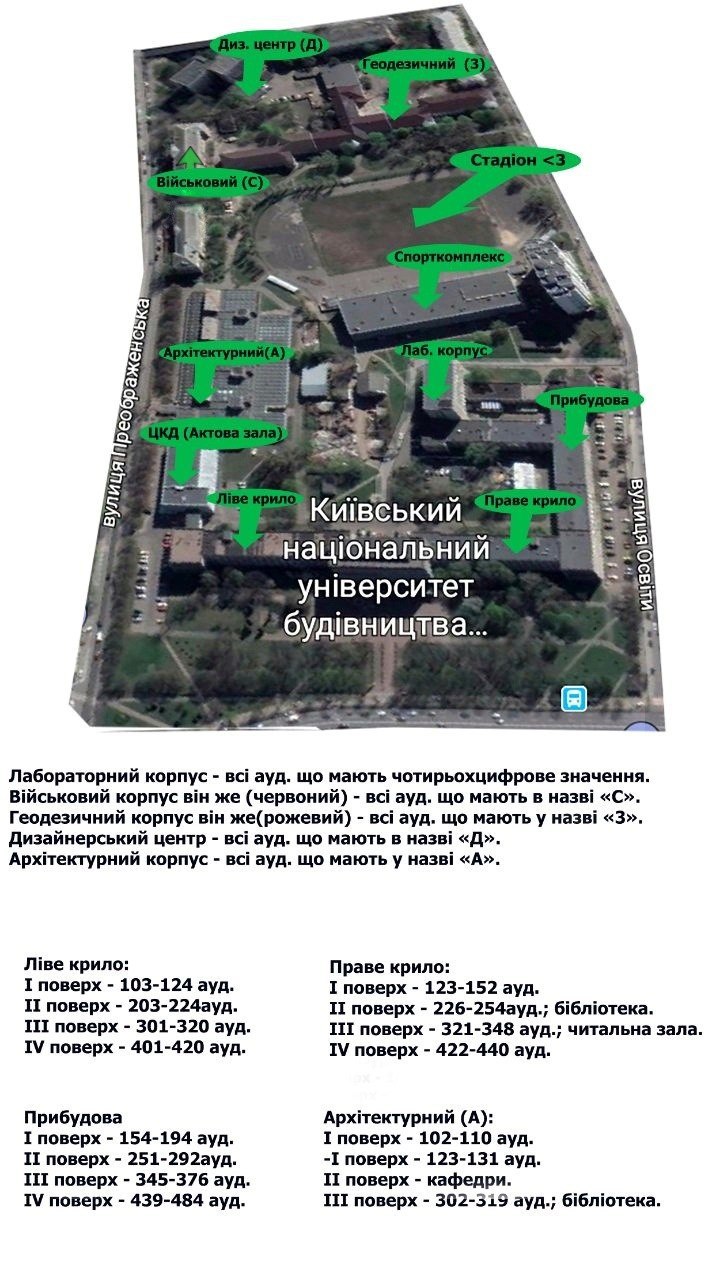 Диз. центр (Д)
Геодезичний (З)
Стадіон <3
Військовий (С)
Спорткомплекс
Архітектурний(А)
Лаб. корпус
Прибудова
ЦКД (Актова зала)
Ліве крило
Праве крило
вулиця Преображенська
вулиця Освіти
Київський
національний
університет
будівництва...
Лабораторний корпус - всі ауд. що мають чотирьохцифрове значення.
Військовий корпус він же (червоний) - всі ауд. що мають в назві «С».
Геодезичний корпус він же(рожевий) - всі ауд. що мають у назві «З».
Дизайнерський центр - всі ауд. що мають в назві «Д».
Архітектурний корпус - всі ауд. що мають у назві «А».
Ліве крило:
I поверх - 103-124 ауд.
II поверх - 203-224ауд.
III поверх - 301-320 ауд.
IV поверх - 401-420 ауд.
Праве крило:
I поверх - 123-152 ауд.
II поверх - 226-254ауд.; бібліотека.
III поверх - 321-348 ауд.; читальна зала.
IV поверх - 422-440 ауд.
Прибудова
I поверх - 154-194 ауд.
II поверх - 251-292ауд.
III поверх - 345-376 ауд.
IV поверх - 439-484 ауд.
Архітектурний (А):
I поверх - 102-110 ауд.
-I поверх - 123-131 ауд.
II поверх - кафедри.
III поверх - 302-319 ауд.; бібліотека.